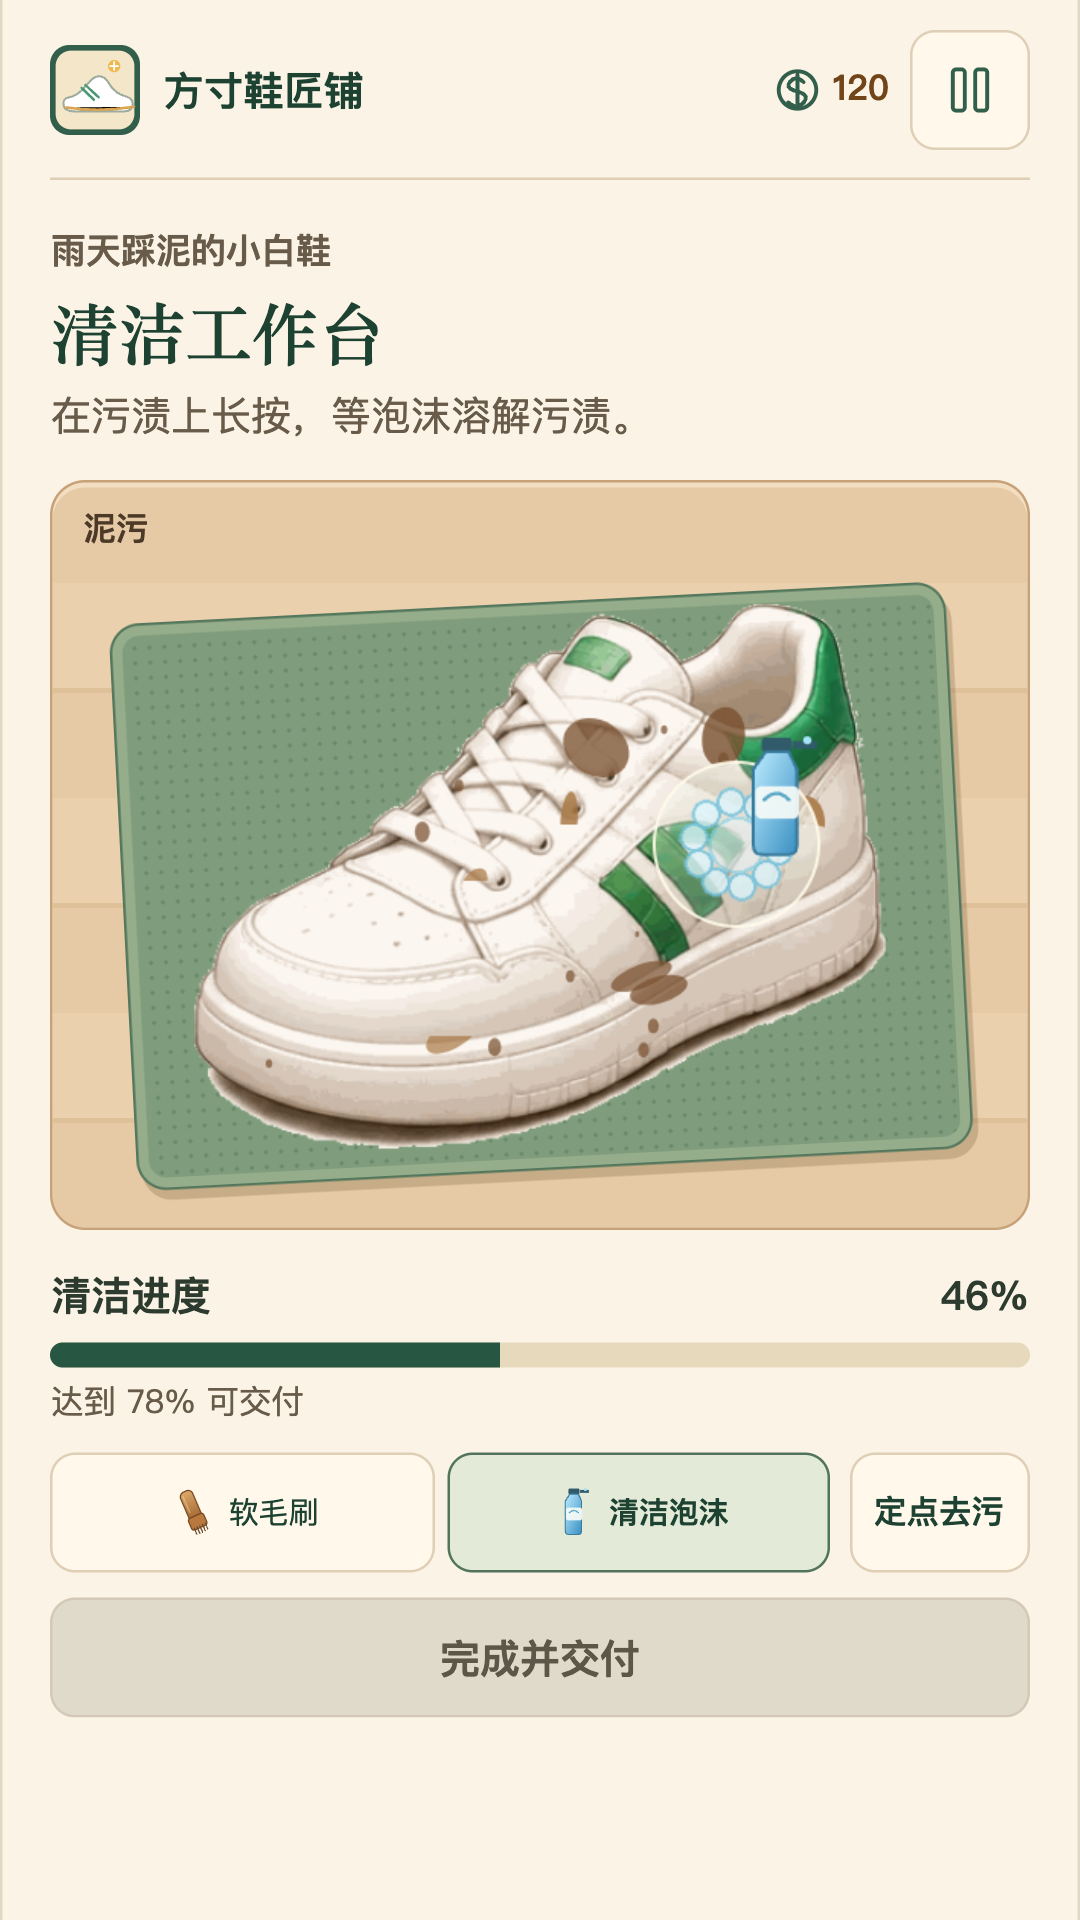 方寸鞋匠铺
120
雨天踩泥的小白鞋
清洁工作台
在污渍上长按，等泡沫溶解污渍。
泥污
清洁进度
46%
达到 78% 可交付
软毛刷
清洁泡沫
定点去污
完成并交付